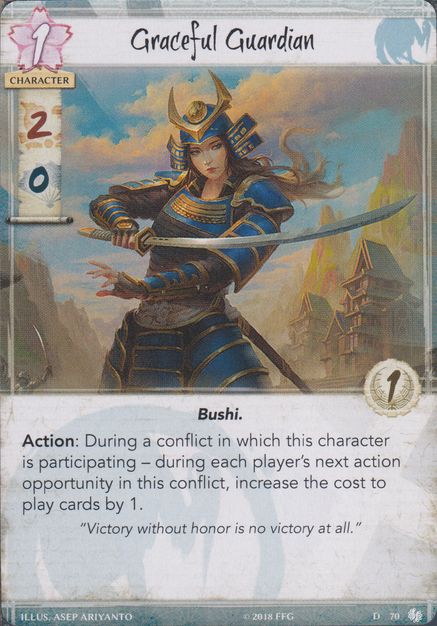 1
Graceful Guardian
CHARACTER
2
0
1
Bushi.
Action: During a conflict in which this character
is participating – during each player's next action
opportunity in this conflict, increase the cost to
play cards by 1.
"Victory without honor is no victory at all."
ILLUS. ASEP ARIYANTO © 2018 FFG D 70